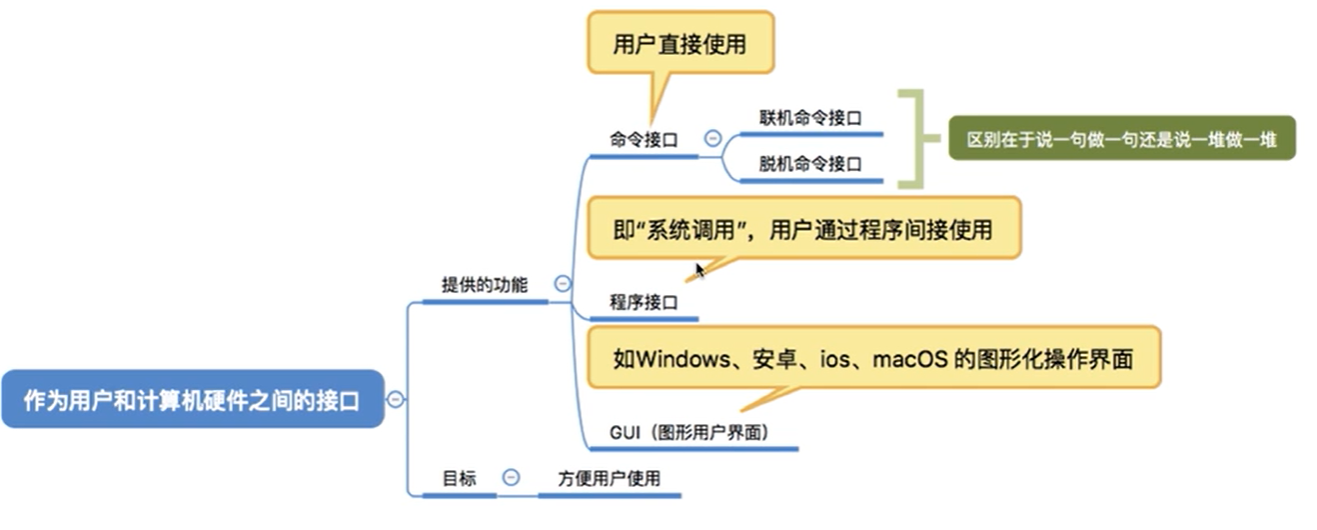 用户直接使用
命令接口
联机命令接口
脱机命令接口
区别在于说一句做一句还是说一堆做一堆
即“系统调用”，用户通过程序间接使用
提供的功能
程序接口
如Windows、安卓、ios、macOS 的图形化操作界面
作为用户和计算机硬件之间的接口
GUI（图形用户界面）
目标
方便用户使用